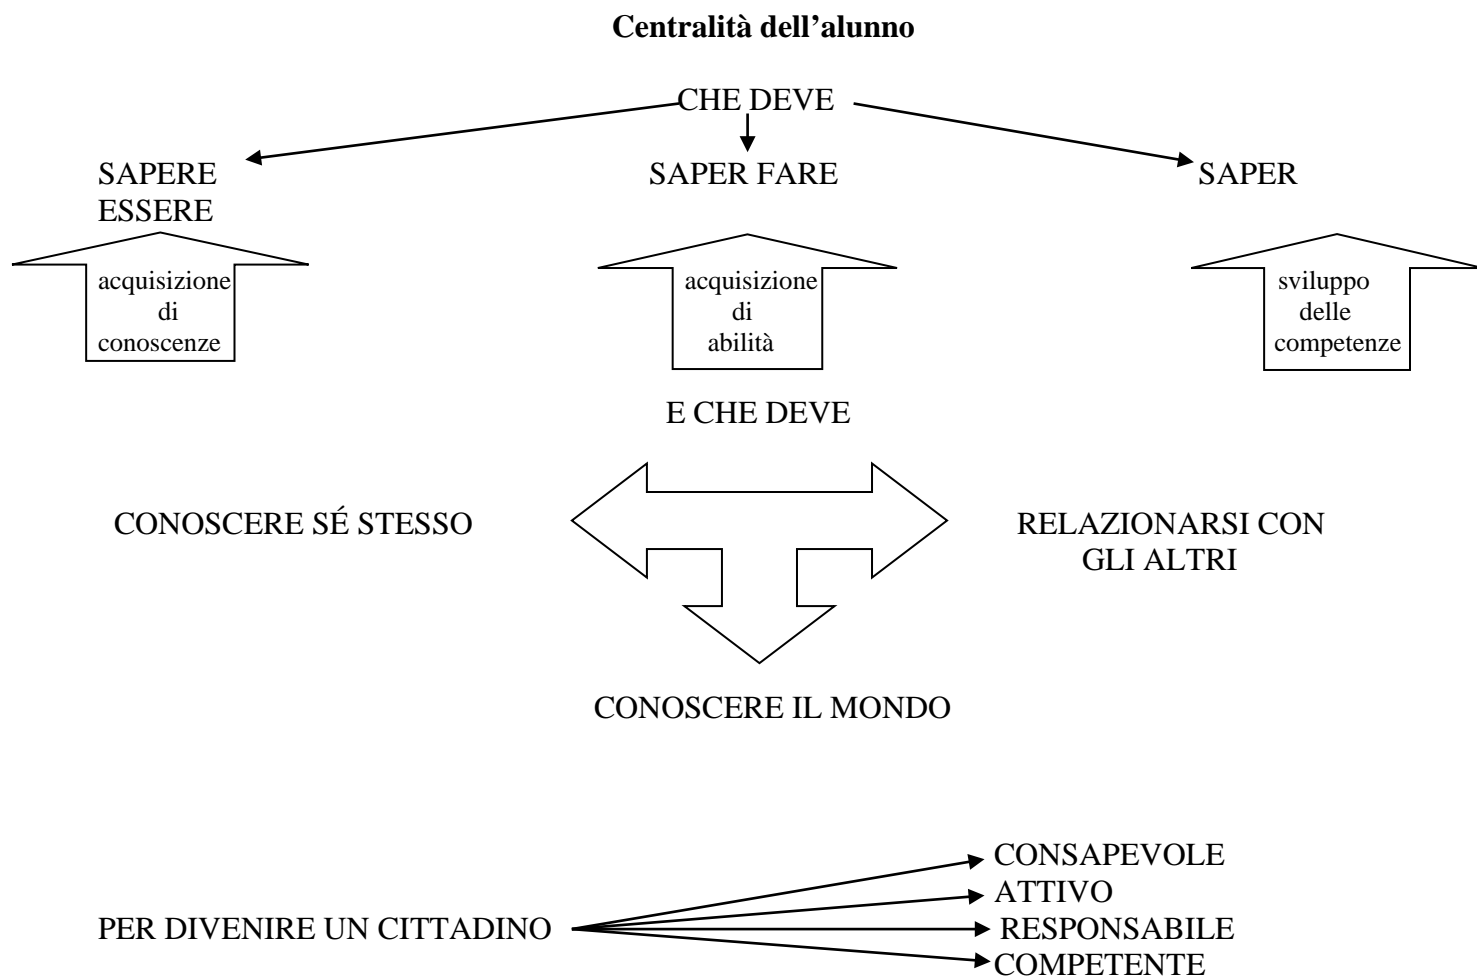 Centralità dell’alunno
CHE DEVE
SAPERE
ESSERE
SAPER FARE
SAPER
acquisizione
di
conoscenze
acquisizione
di
abilità
sviluppo
delle
competenze
E CHE DEVE
CONOSCERE SÉ STESSO
RELAZIONARSI CON
GLI ALTRI
CONOSCERE IL MONDO
PER DIVENIRE UN CITTADINO
CONSAPEVOLE
ATTIVO
RESPONSABILE
COMPETENTE